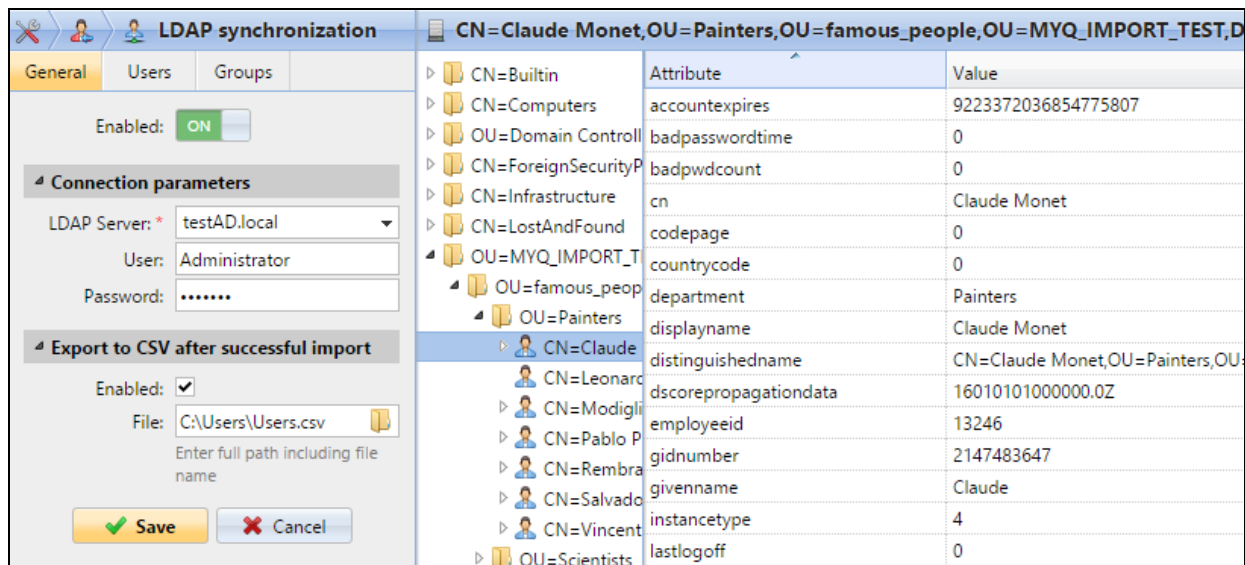 LDAP synchronization
General Users Groups
Enabled: ON
Connection parameters
LDAP Server: * testAD.local
User: Administrator
Password: •••••••
Export to CSV after successful import
Enabled:
File: C:\Users\Users.csv
Enter full path including file
name
Save Cancel
CN=Claude Monet,OU=Painters,OU=famous_people,OU=MYQ_IMPORT_TEST,D
CN=Builtin
CN=Computers
OU=Domain Controll
CN=ForeignSecurityP
CN=Infrastructure
CN=LostAndFound
OU=MYQ_IMPORT_T
OU=famous_peop
OU=Painters
CN=Claude
CN=Leonard
CN=Modigli
CN=Pablo P
CN=Rembra
CN=Salvado
CN=Vincent
OU=Scientists
Attribute Value
accountexpires 9223372036854775807
badpasswordtime 0
badpwdcount 0
cn Claude Monet
codepage 0
countrycode 0
department Painters
displayname Claude Monet
distinguishedname CN=Claude Monet,OU=Painters,OU=
dscorepropagationdata 16010101000000.0Z
employeeid 13246
gidnumber 2147483647
givenname Claude
instancetype 4
lastlogoff 0